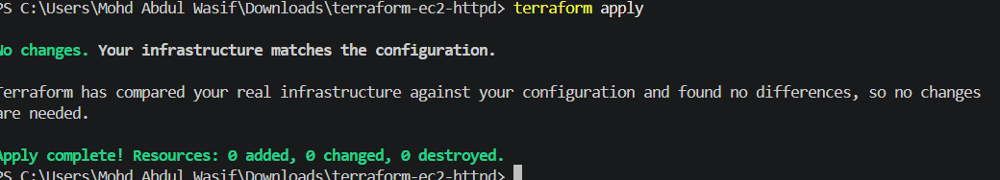 PS C:\Users\Mohd Abdul Wasif\Downloads\terraform-ec2-httpd> terraform apply
No changes. Your infrastructure matches the configuration.
Terraform has compared your real infrastructure against your configuration and found no differences, so no changes
are needed.
Apply complete! Resources: 0 added, 0 changed, 0 destroyed.
PS C:\Users\Mohd Abdul Wasif\Downloads\terraform-ec2-httpd>